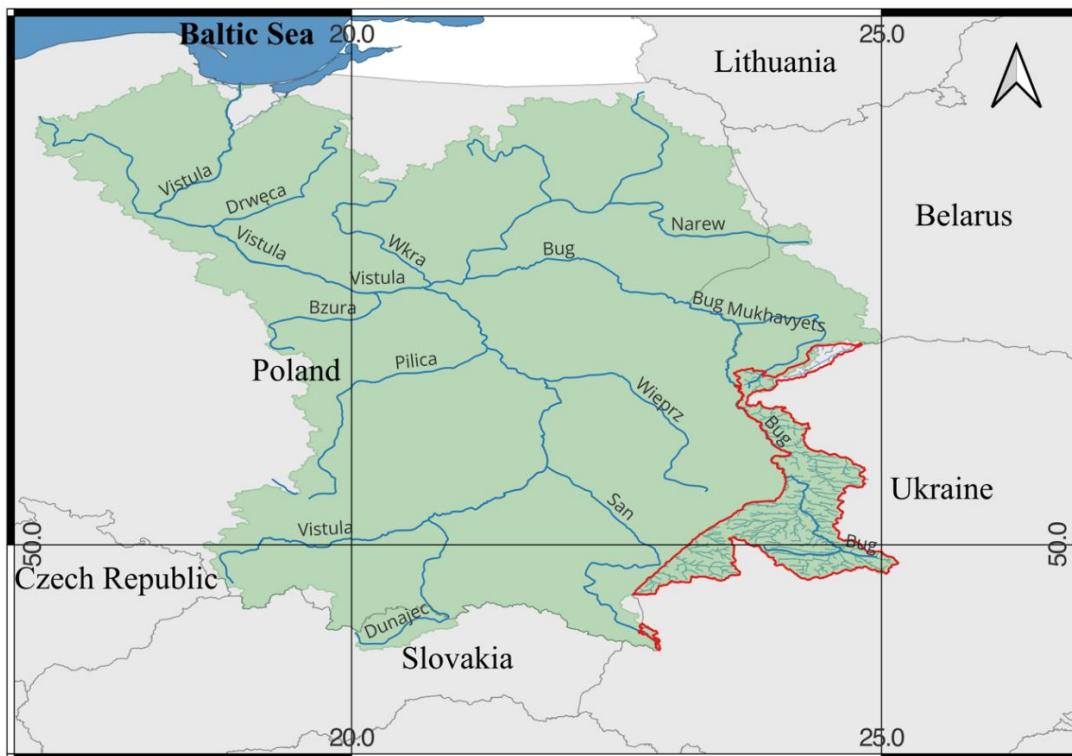 Baltic Sea
20.0
25.0
Lithuania
Vistula
Drwęca
Belarus
Narew
Vistula
Wkra
Bug
Vistula
Bzura
Bug
Mukhavyets
Poland
Pilica
Wieprz
Bug
Ukraine
San
Vistula
50.0
50.0
Bug
Czech Republic
Dunajec
Slovakia
20.0
25.0